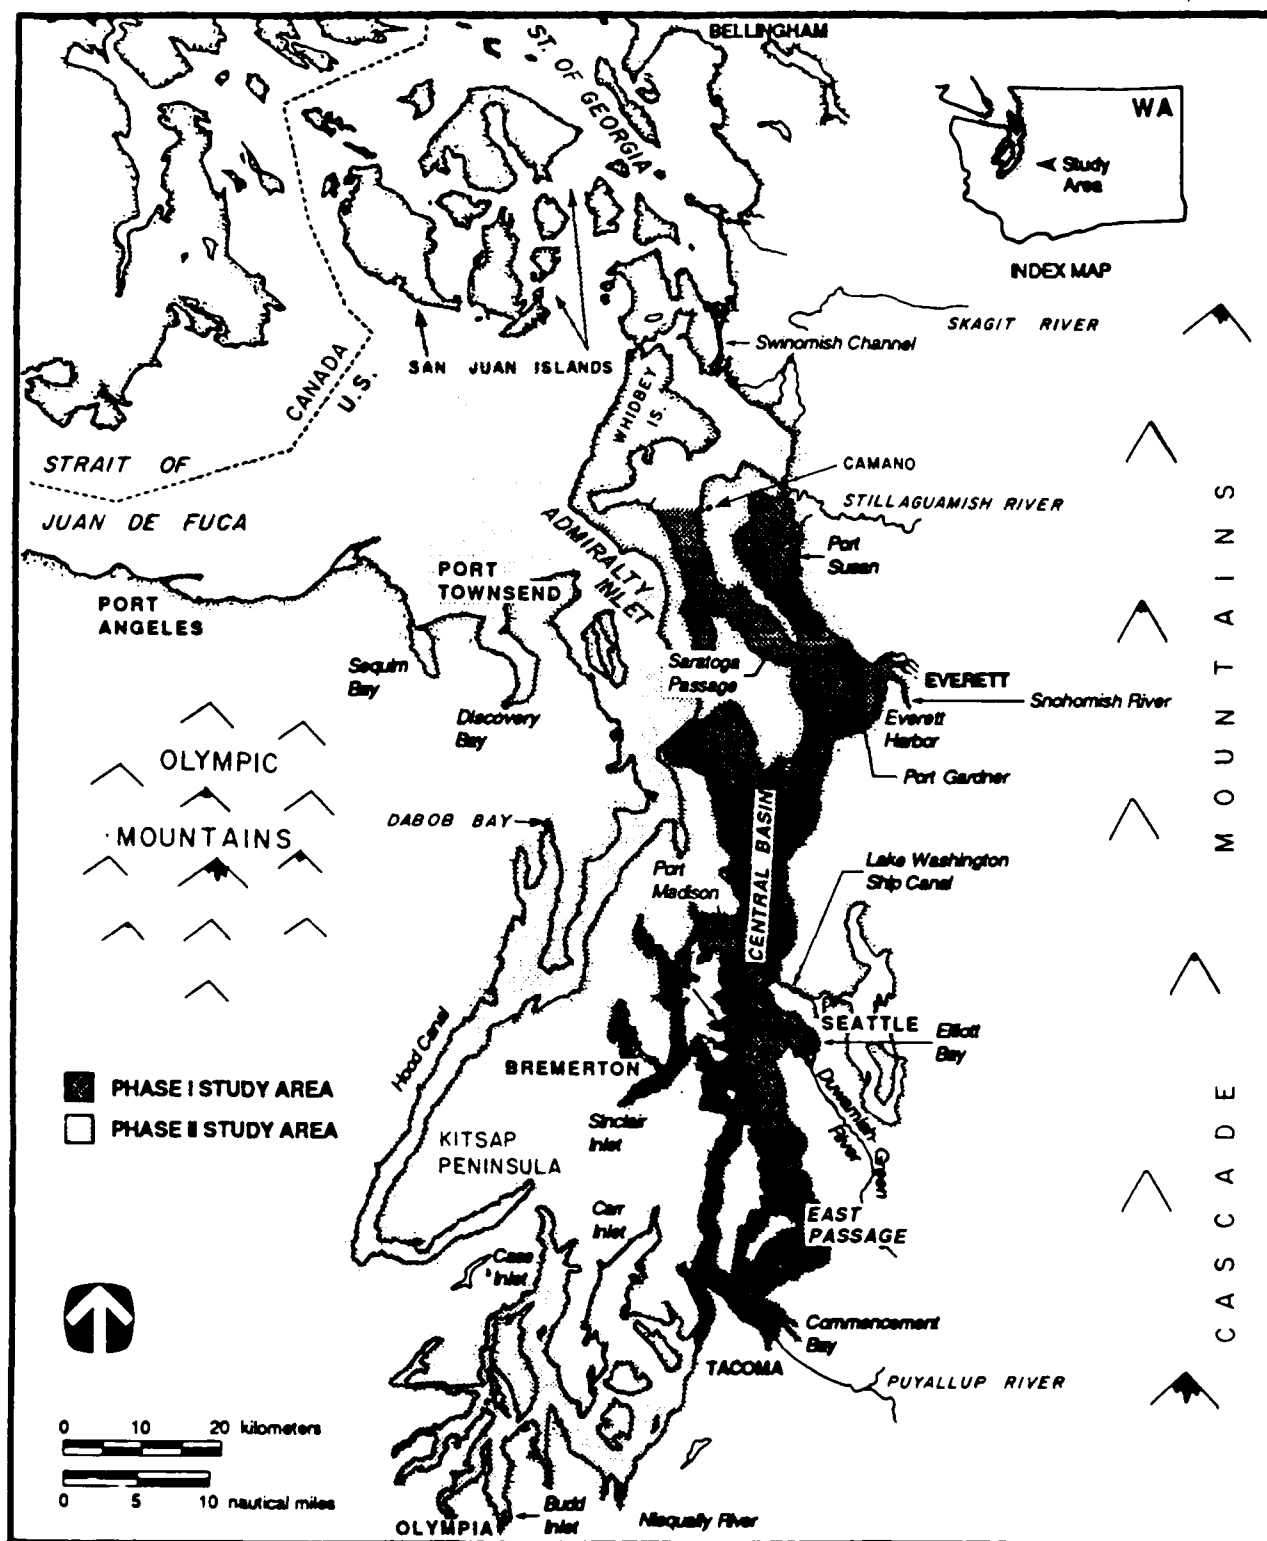 BELLINGHAM
ST. OF GEORGIA
WA
Study
Area
INDEX MAP
SKAGIT RIVER
Swinomish Channel
SAN JUAN ISLANDS
CANADA
U.S.
WHIDBEY
IS.
STRAIT OF
JUAN DE FUCA
CAMANO
STILLAGUAMISH RIVER
ADMIRALTY
INLET
Port
Susan
PORT
TOWNSEND
PORT
ANGELES
Sequim
Bay
Discovery
Bay
Saratoga
Passage
EVERETT
Snohomish River
Everett
Harbor
Port Gardner
OLYMPIC
MOUNTAINS
DABOB BAY
CENTRAL BASIN
Port
Madison
Lake Washington
Ship Canal
SEATTLE
Elliott
Bay
Hood Canal
BREMERTON
Sinclair
Inlet
Duwamish Green
River
PHASE I STUDY AREA
PHASE II STUDY AREA
KITSAP
PENINSULA
Carr
Inlet
Case
Inlet
EAST
PASSAGE
Commencement
Bay
TACOMA
PUYALLUP RIVER
CASCADE MOUNTAINS
0 10 20 kilometers
0 5 10 nautical miles
OLYMPIA
Budd
Inlet
Nisqually River